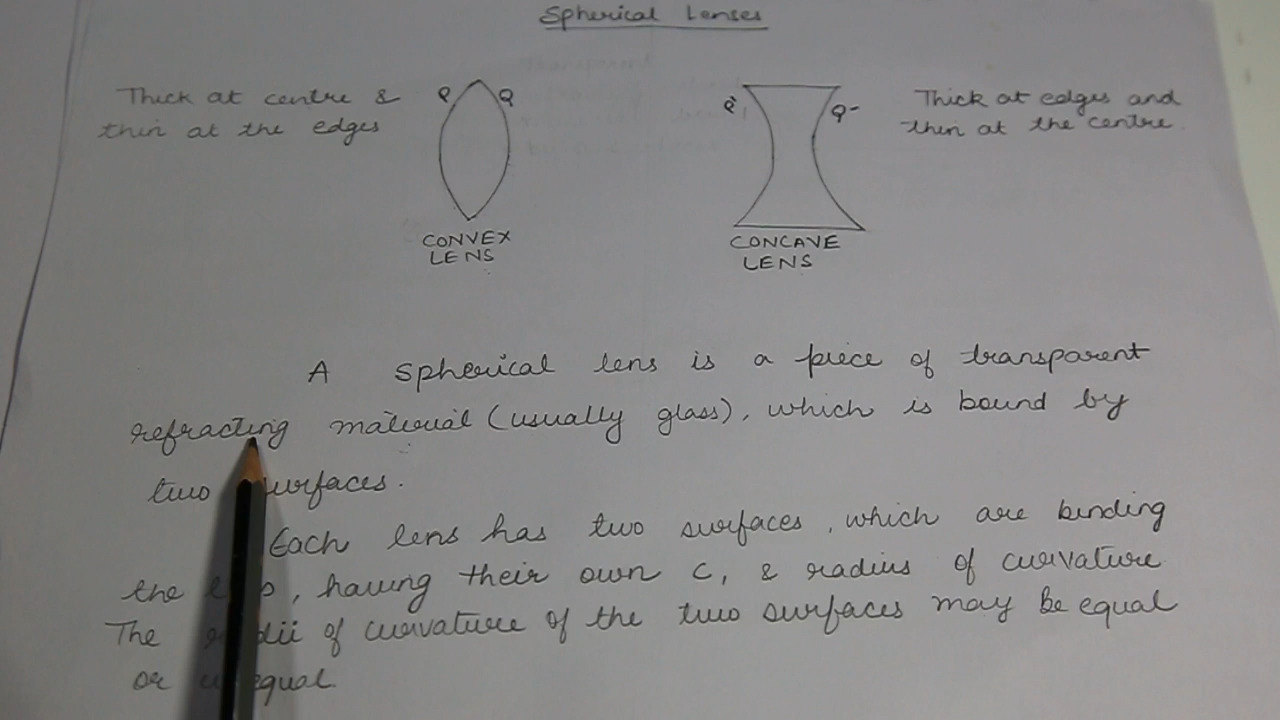 Spherical Lenses
Thick at centre &
thin at the edges
P Q
CONVEX
LENS
P' Q-
CONCAVE
LENS
Thick at edges and
thin at the centre.
A spherical lens is a piece of transparent
refracting material (usually glass), which is bound by
two surfaces.
Each lens has two surfaces, which are binding
the, having their own C, & radius of curvature
The radii of curvature of the two surfaces may be equal
or unequal.